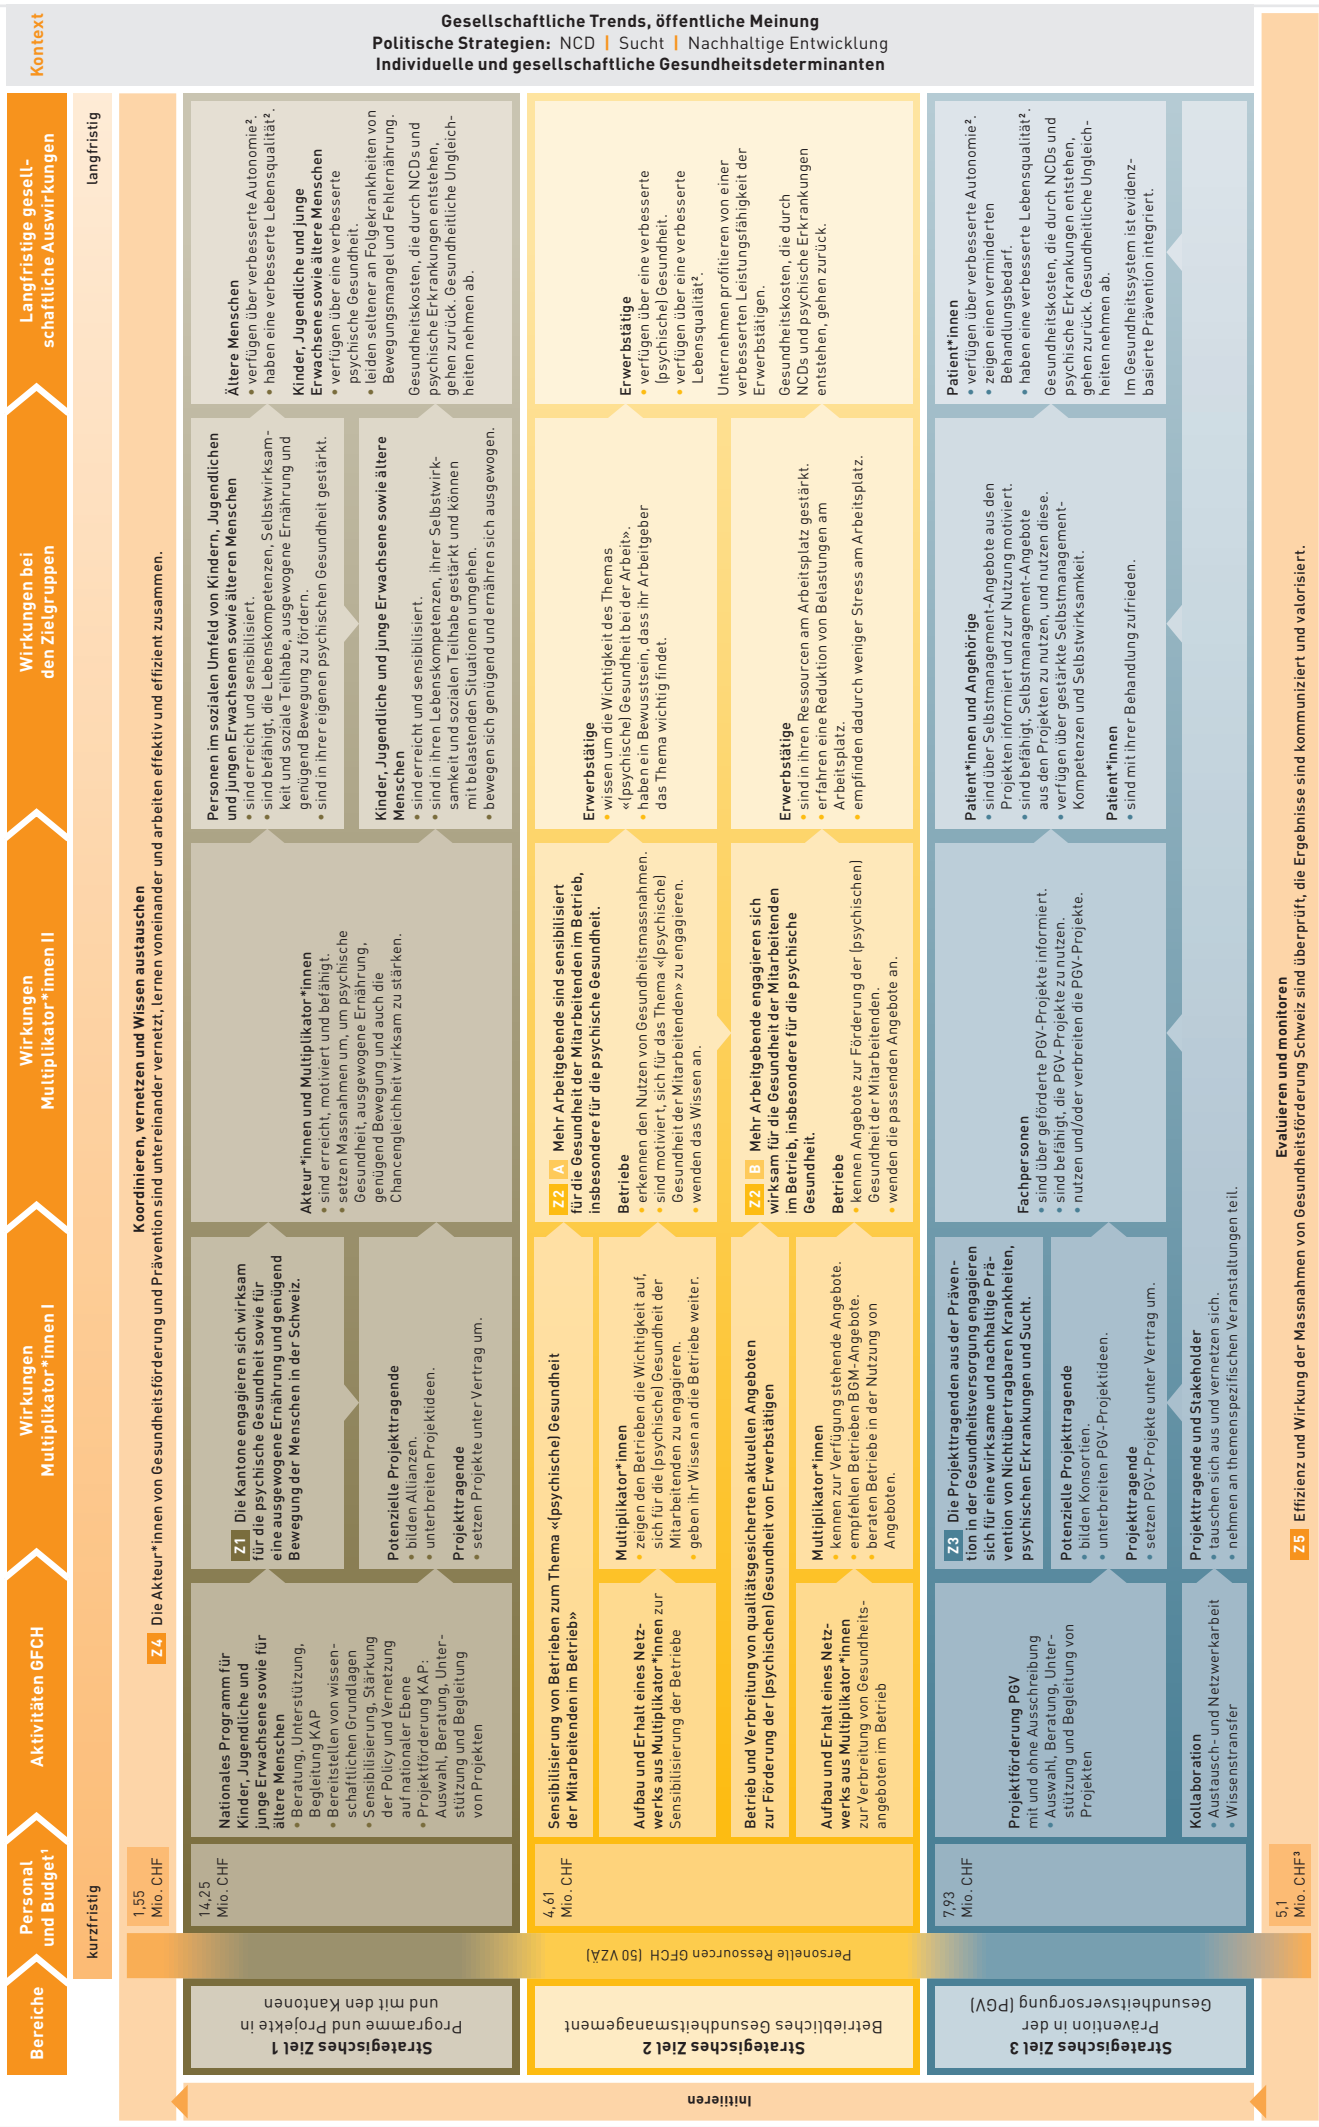 Bereiche
Personal
und Budget¹
Aktivitäten GFCH
Wirkungen
Multiplikator*innen I
Wirkungen
Multiplikator*innen II
Wirkungen bei
den Zielgruppen
Langfristige gesell-
schaftliche Auswirkungen
Kontext
kurzfristig
langfristig
1,55
Mio. CHF
Koordinieren, vernetzen und Wissen austauschen
Z4 Die Akteur*innen von Gesundheitsförderung und Prävention sind untereinander vernetzt, lernen voneinander und arbeiten effektiv und effizient zusammen.
Initiieren
Personelle Ressourcen GFCH (50 VZÄ)
Strategisches Ziel 1
Programme und Projekte in
und mit den Kantonen
14,25
Mio. CHF
Nationales Programm für
Kinder, Jugendliche und
junge Erwachsene sowie für
ältere Menschen
• Beratung, Unterstützung,
Begleitung KAP
• Bereitstellen von wissen-
schaftlichen Grundlagen
• Sensibilisierung, Stärkung
der Policy und Vernetzung
auf nationaler Ebene
• Projektförderung KAP:
Auswahl, Beratung, Unter-
stützung und Begleitung
von Projekten
Z1 Die Kantone engagieren sich wirksam
für die psychische Gesundheit sowie für
eine ausgewogene Ernährung und genügend
Bewegung der Menschen in der Schweiz.
Potenzielle Projekttragende
• bilden Allianzen.
• unterbreiten Projektideen.
Projekttragende
• setzen Projekte unter Vertrag um.
Akteur*innen und Multiplikator*innen
• sind erreicht, motiviert und befähigt.
• setzen Massnahmen um, um psychische
Gesundheit, ausgewogene Ernährung,
genügend Bewegung und auch die
Chancengleichheit wirksam zu stärken.
Personen im sozialen Umfeld von Kindern, Jugendlichen
und jungen Erwachsenen sowie älteren Menschen
• sind erreicht und sensibilisiert.
• sind befähigt, die Lebenskompetenzen, Selbstwirksam-
keit und soziale Teilhabe, ausgewogene Ernährung und
genügend Bewegung zu fördern.
• sind in ihrer eigenen psychischen Gesundheit gestärkt.
Kinder, Jugendliche und junge Erwachsene sowie ältere
Menschen
• sind erreicht und sensibilisiert.
• sind in ihren Lebenskompetenzen, ihrer Selbstwirk-
samkeit und sozialen Teilhabe gestärkt und können
mit belastenden Situationen umgehen.
• bewegen sich genügend und ernähren sich ausgewogen.
Ältere Menschen
• verfügen über verbesserte Autonomie².
• haben eine verbesserte Lebensqualität².
Kinder, Jugendliche und junge
Erwachsene sowie ältere Menschen
• verfügen über eine verbesserte
psychische Gesundheit.
• leiden seltener an Folgekrankheiten von
Bewegungsmangel und Fehlernährung.
Gesundheitskosten, die durch NCDs und
psychische Erkrankungen entstehen,
gehen zurück. Gesundheitliche Ungleich-
heiten nehmen ab.
Strategisches Ziel 2
Betriebliches Gesundheitsmanagement
4,61
Mio. CHF
Sensibilisierung von Betrieben zum Thema «(psychische) Gesundheit
der Mitarbeitenden im Betrieb»
Aufbau und Erhalt eines Netz-
werks aus Multiplikator*innen zur
Sensibilisierung der Betriebe
Multiplikator*innen
• zeigen den Betrieben die Wichtigkeit auf,
sich für die (psychische) Gesundheit der
Mitarbeitenden zu engagieren.
• geben ihr Wissen an die Betriebe weiter.
Betrieb und Verbreitung von qualitätsgesicherten aktuellen Angeboten
zur Förderung der (psychischen) Gesundheit von Erwerbstätigen
Aufbau und Erhalt eines Netz-
werks aus Multiplikator*innen
zur Verbreitung von Gesundheits-
angeboten im Betrieb
Multiplikator*innen
• kennen zur Verfügung stehende Angebote.
• empfehlen Betrieben BGM-Angebote.
• beraten Betriebe in der Nutzung von
Angeboten.
Z2 A Mehr Arbeitgebende sind sensibilisiert
für die Gesundheit der Mitarbeitenden im Betrieb,
insbesondere für die psychische Gesundheit.
Betriebe
• erkennen den Nutzen von Gesundheitsmassnahmen.
• sind motiviert, sich für das Thema «(psychische)
Gesundheit der Mitarbeitenden» zu engagieren.
• wenden das Wissen an.
Z2 B Mehr Arbeitgebende engagieren sich
wirksam für die Gesundheit der Mitarbeitenden
im Betrieb, insbesondere für die psychische
Gesundheit.
Betriebe
• kennen Angebote zur Förderung der (psychischen)
Gesundheit der Mitarbeitenden.
• wenden die passenden Angebote an.
Erwerbstätige
• wissen um die Wichtigkeit des Themas
«(psychische) Gesundheit bei der Arbeit».
• haben ein Bewusstsein, dass ihr Arbeitgeber
das Thema wichtig findet.
Erwerbstätige
• sind in ihren Ressourcen am Arbeitsplatz gestärkt.
• erfahren eine Reduktion von Belastungen am
Arbeitsplatz.
• empfinden dadurch weniger Stress am Arbeitsplatz.
Erwerbstätige
• verfügen über eine verbesserte
(psychische) Gesundheit.
• verfügen über eine verbesserte
Lebensqualität².
Unternehmen profitieren von einer
verbesserten Leistungsfähigkeit der
Erwerbstätigen.
Gesundheitskosten, die durch
NCDs und psychische Erkrankungen
entstehen, gehen zurück.
Strategisches Ziel 3
Prävention in der
Gesundheitsversorgung (PGV)
7,93
Mio. CHF
Projektförderung PGV
mit und ohne Ausschreibung
• Auswahl, Beratung, Unter-
stützung und Begleitung von
Projekten
Kollaboration
• Austausch- und Netzwerkarbeit
• Wissenstransfer
Z3 Die Projekttragenden aus der Präven-
tion in der Gesundheitsversorgung engagieren
sich für eine wirksame und nachhaltige Prä-
vention von Nichtübertragbaren Krankheiten,
psychischen Erkrankungen und Sucht.
Potenzielle Projekttragende
• bilden Konsortien.
• unterbreiten PGV-Projektideen.
Projekttragende
• setzen PGV-Projekte unter Vertrag um.
Projekttragende und Stakeholder
• tauschen sich aus und vernetzen sich.
• nehmen an themenspezifischen Veranstaltungen teil.
Fachpersonen
• sind über geförderte PGV-Projekte informiert.
• sind befähigt, die PGV-Projekte zu nutzen.
• nutzen und/oder verbreiten die PGV-Projekte.
Patient*innen und Angehörige
• sind über Selbstmanagement-Angebote aus den
Projekten informiert und zur Nutzung motiviert.
• sind befähigt, Selbstmanagement-Angebote
aus den Projekten zu nutzen, und nutzen diese.
• verfügen über gestärkte Selbstmanagement-
Kompetenzen und Selbstwirksamkeit.
Patient*innen
• sind mit ihrer Behandlung zufrieden.
Patient*innen
• verfügen über verbesserte Autonomie².
• zeigen einen verminderten
Behandlungsbedarf.
• haben eine verbesserte Lebensqualität².
Gesundheitskosten, die durch NCDs und
psychische Erkrankungen entstehen,
gehen zurück. Gesundheitliche Ungleich-
heiten nehmen ab.
Im Gesundheitssystem ist evidenz-
basierte Prävention integriert.
5,1
Mio. CHF³
Evaluieren und monitoren
Z5 Effizienz und Wirkung der Massnahmen von Gesundheitsförderung Schweiz sind überprüft, die Ergebnisse sind kommuniziert und valorisiert.
Gesellschaftliche Trends, öffentliche Meinung
Politische Strategien: NCD | Sucht | Nachhaltige Entwicklung
Individuelle und gesellschaftliche Gesundheitsdeterminanten